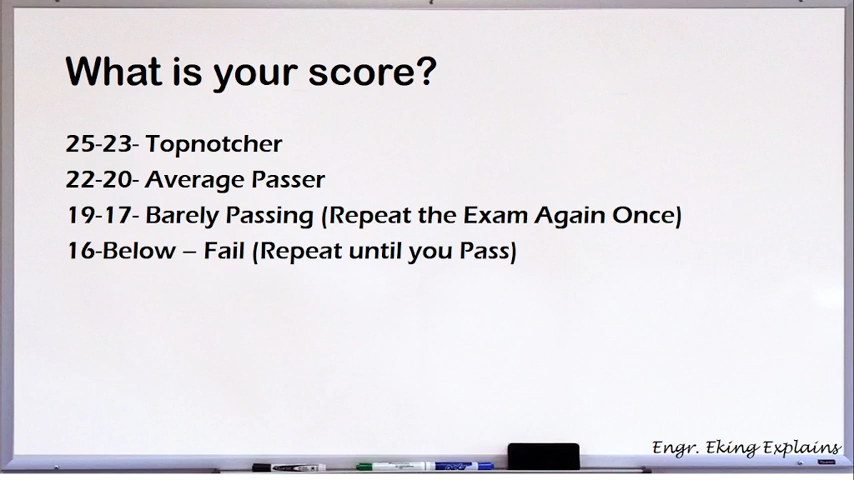 What is your score?
25-23- Topnotcher
22-20- Average Passer
19-17- Barely Passing (Repeat the Exam Again Once)
16-Below – Fail (Repeat until you Pass)
Engr. Eking Explains